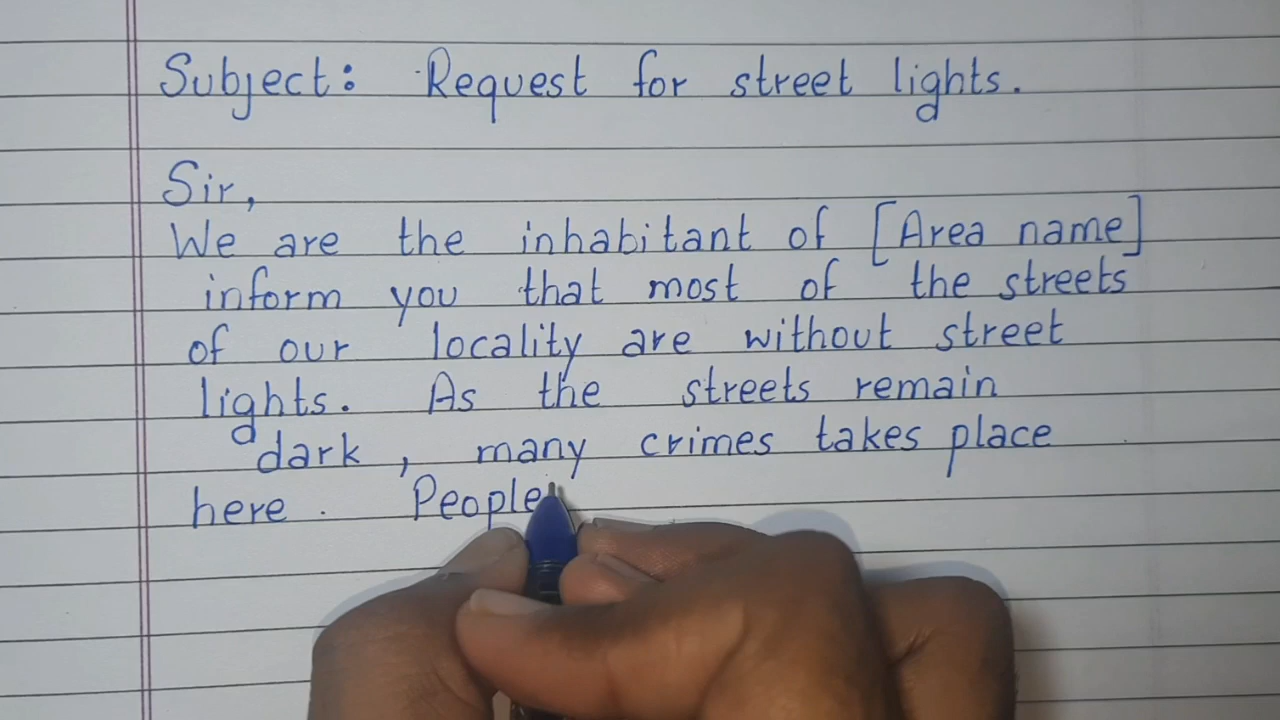 Subject: Request for street lights.
Sir,
We are the inhabitant of [Area name]
inform you that most of the streets
of our locality are without street
lights. As the streets remain
dark, many crimes takes place
here. People